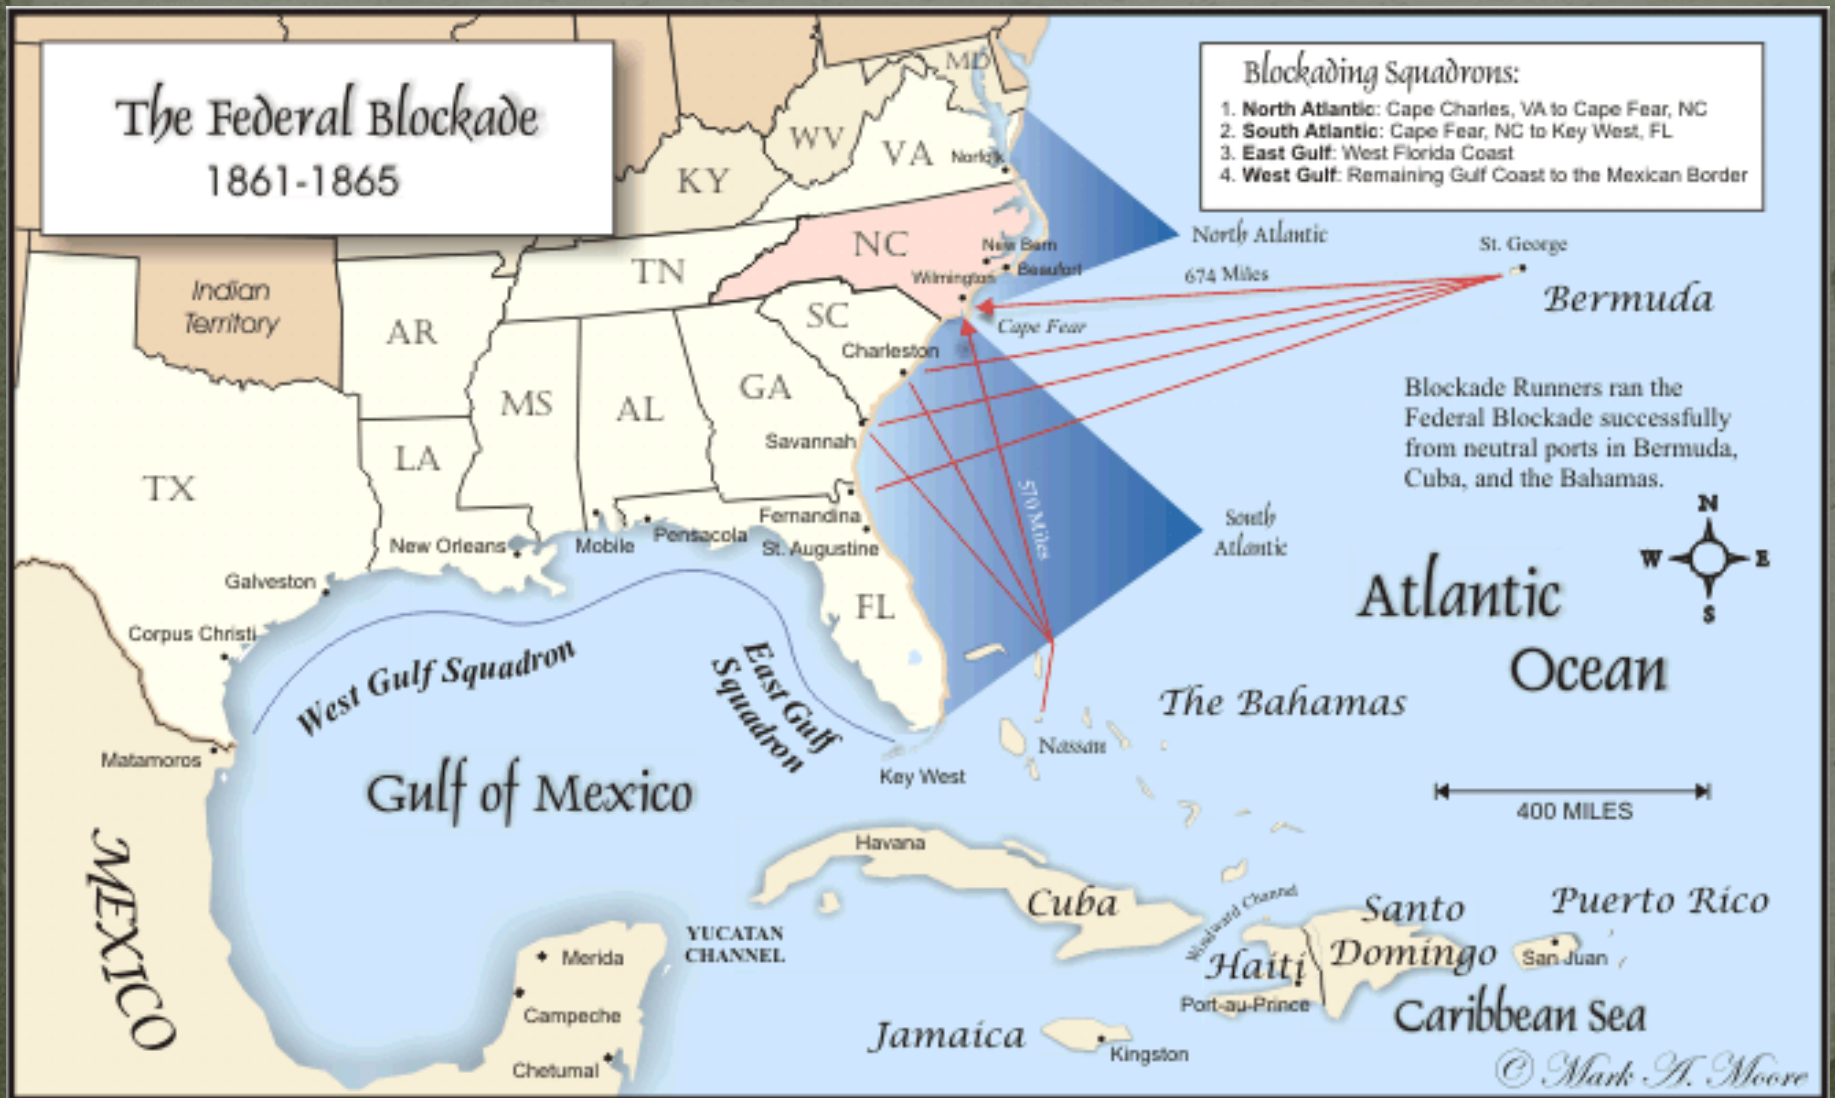 The Federal Blockade
1861-1865
Blockading Squadrons:
1. North Atlantic: Cape Charles, VA to Cape Fear, NC
2. South Atlantic: Cape Fear, NC to Key West, FL
3. East Gulf: West Florida Coast
4. West Gulf: Remaining Gulf Coast to the Mexican Border
MD
WV
VA
Norfolk
KY
NC
New Bern
Beaufort
Wilmington
TN
Cape Fear
North Atlantic
674 Miles
St. George
Bermuda
Indian
Territory
AR
SC
Charleston
MS
AL
GA
Savannah
LA
TX
Blockade Runners ran the
Federal Blockade successfully
from neutral ports in Bermuda,
Cuba, and the Bahamas.
N
W
E
S
570 Miles
South
Atlantic
Fernandina
St. Augustine
New Orleans
Mobile
Pensacola
Galveston
FL
Corpus Christi
Atlantic
Ocean
West Gulf Squadron
East Gulf
Squadron
The Bahamas
Nassau
Matamoros
Key West
Gulf of Mexico
400 MILES
MEXICO
Havana
Cuba
Windward Channel
Santo
Domingo
Puerto Rico
San Juan
YUCATAN
CHANNEL
Merida
Haiti
Port-au-Prince
Campeche
Caribbean Sea
Jamaica
Kingston
Chetumal
© Mark A. Moore